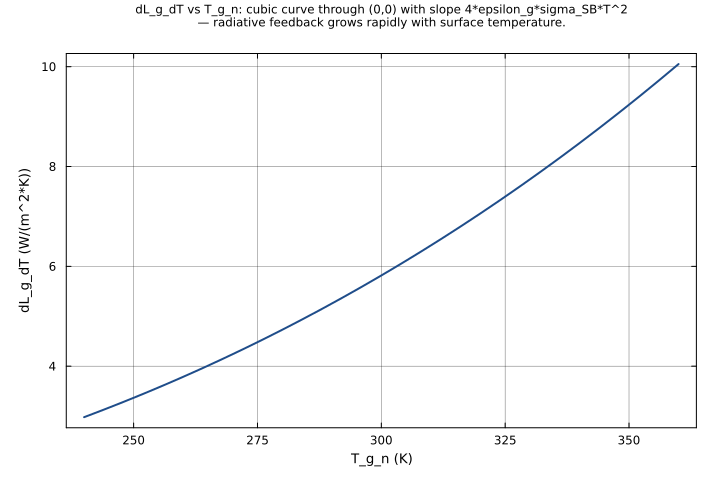 dL_g_dT vs T_g_n: cubic curve through (0,0) with slope 4*epsilon_g*sigma_SB*T^2
— radiative feedback grows rapidly with surface temperature.
10
8
6
4
dL_g_dT (W/(m^2*K))
250 275 300 325 350
T_g_n (K)